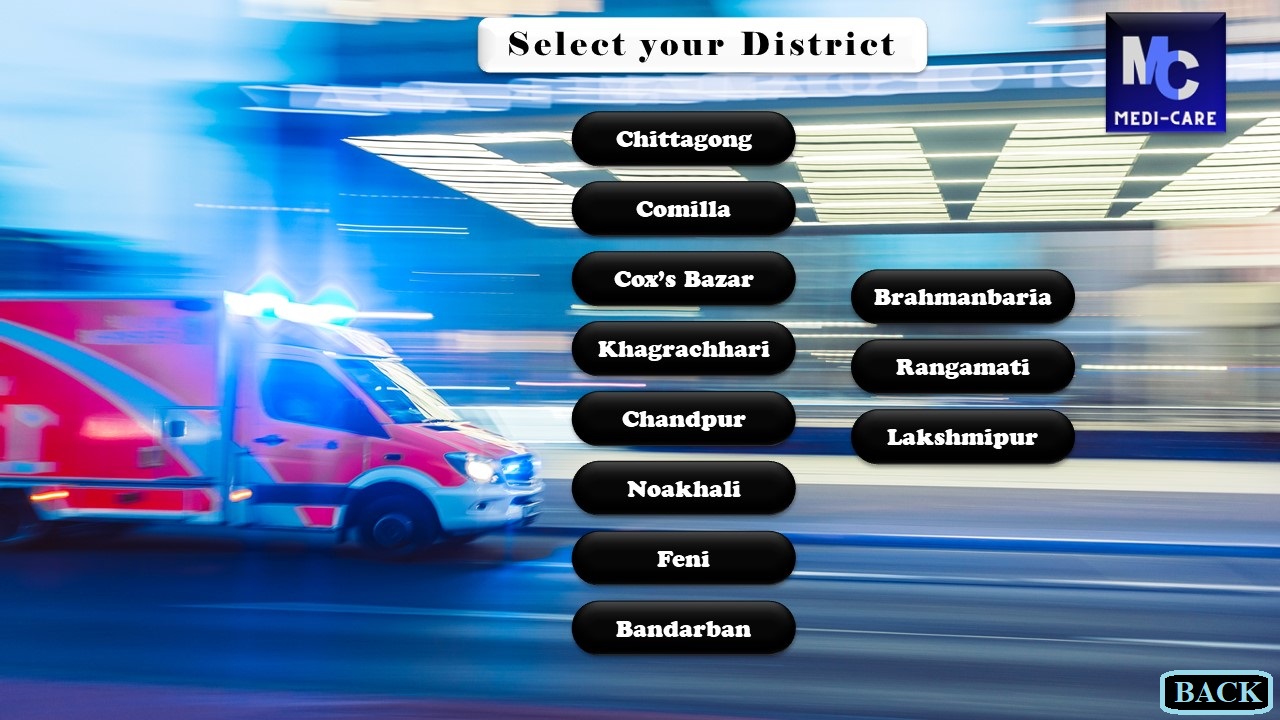 Select your District
MC
MEDI-CARE
Chittagong
Comilla
Cox's Bazar
Khagrachhari
Chandpur
Noakhali
Feni
Bandarban
Brahmanbaria
Rangamati
Lakshmipur
BACK